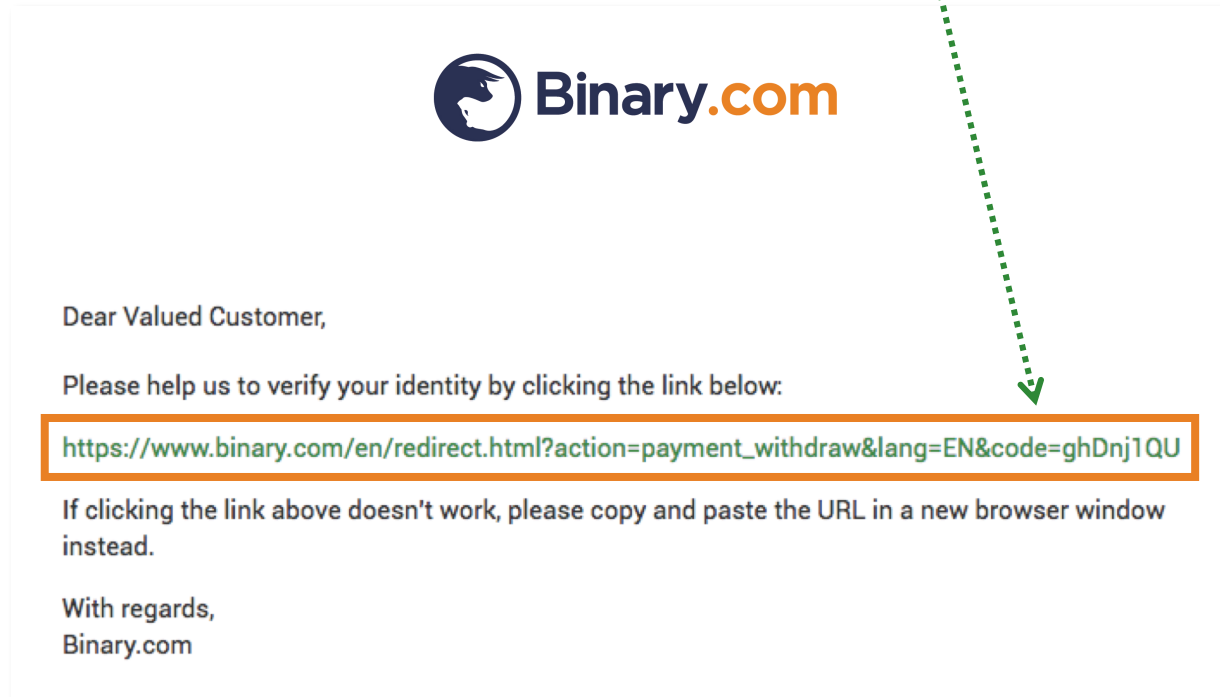 Binary.com
Dear Valued Customer,
Please help us to verify your identity by clicking the link below:
https://www.binary.com/en/redirect.html?action=payment_withdraw&lang=EN&code=ghDnj1QU
If clicking the link above doesn't work, please copy and paste the URL in a new browser window
instead.
With regards,
Binary.com